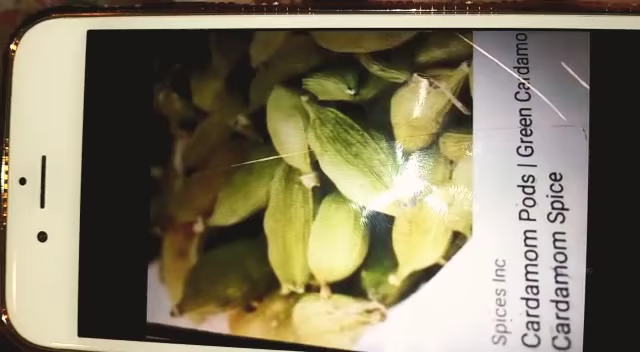 Spices Inc
Cardamom Pods | Green Cardamo
Cardamom Spice